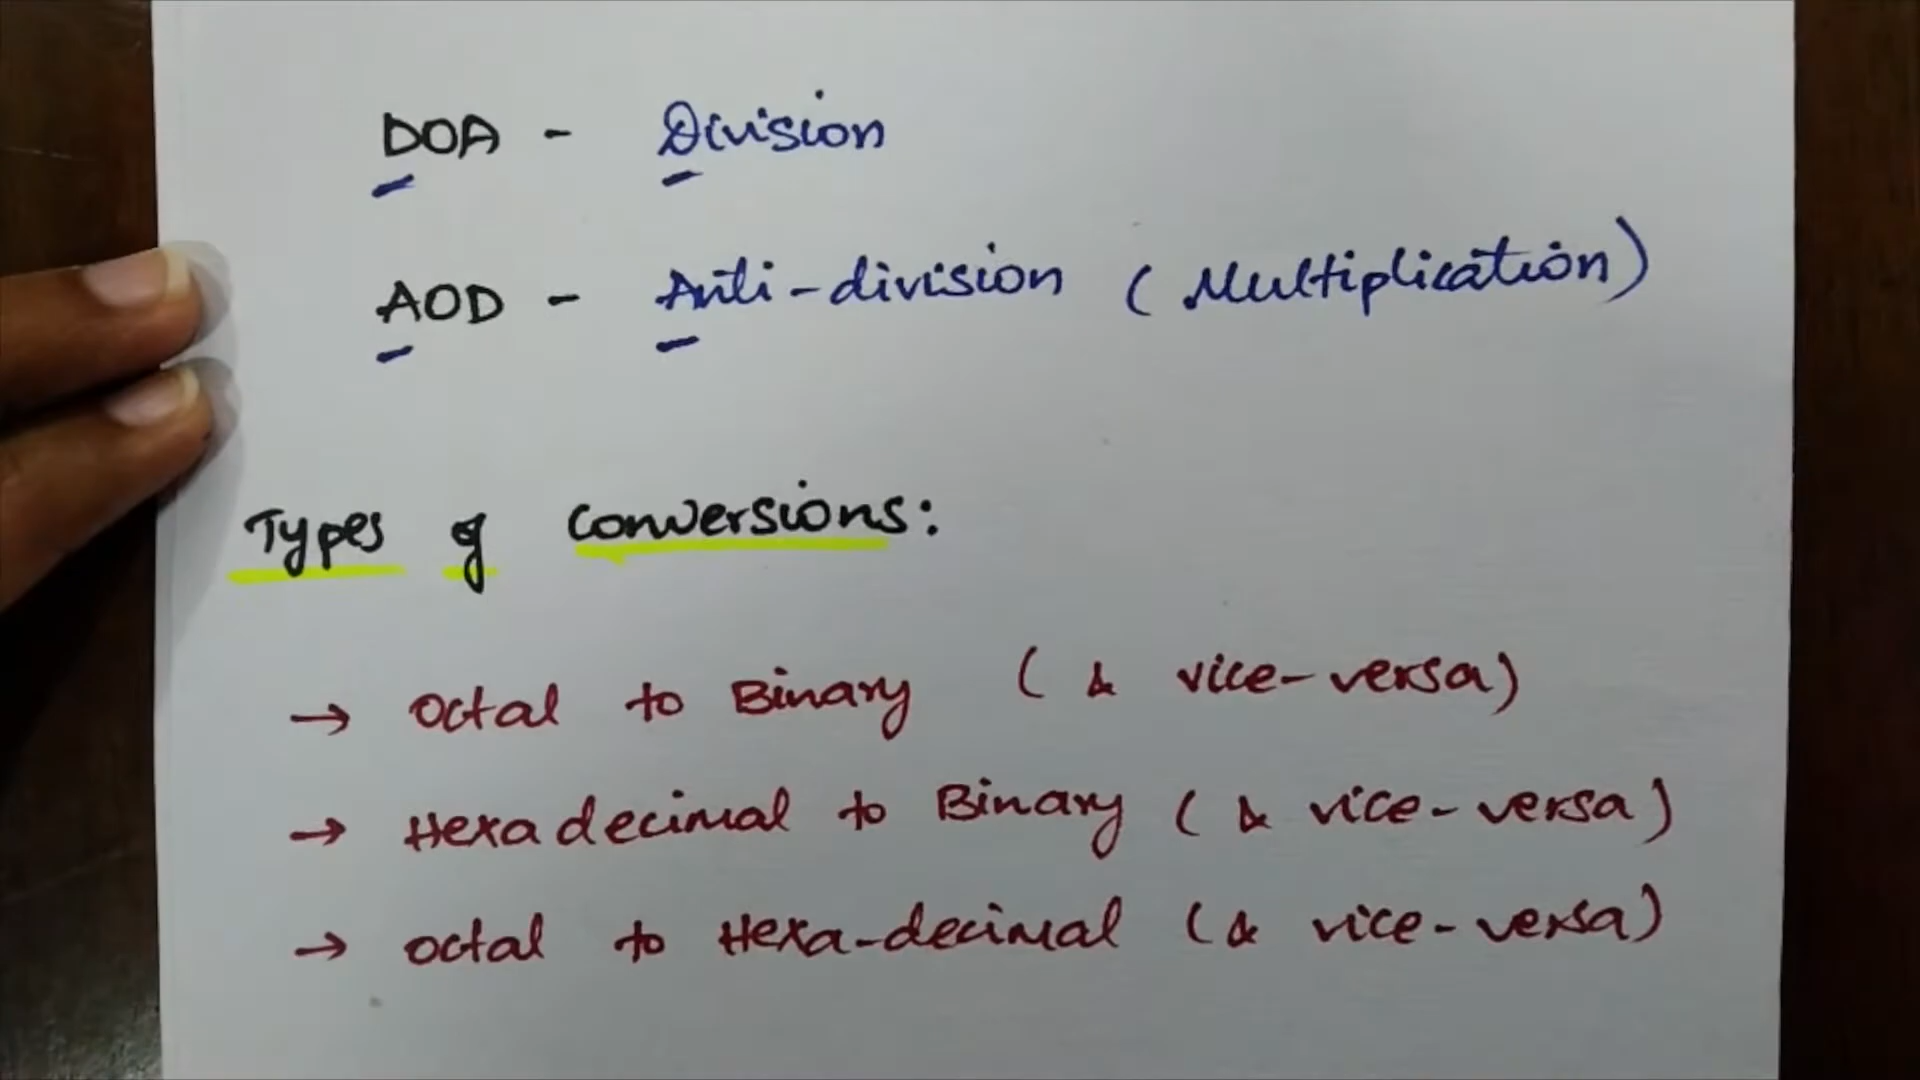 DOA - Division
AOD - Anti-division (Multiplication)
Types of Conversions:
→ Octal to Binary (& vice-versa)
→ Hexadecimal to Binary (& vice-versa)
→ Octal to Hexa-decimal (& vice-versa)